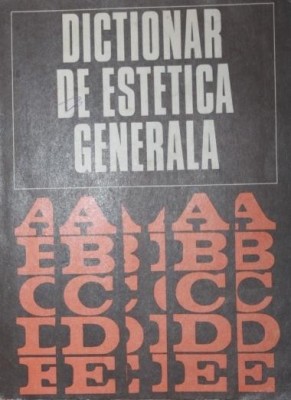 DICTIONAR
DE ESTETICA
GENERALA
A A A A
B B B B
C C C C
D D D D
E E E E